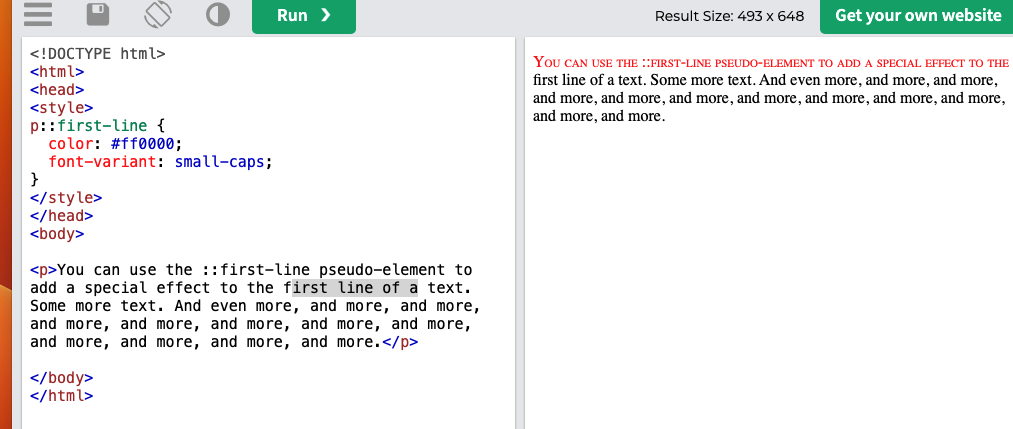 Run ❯
Result Size: 493 x 648
Get your own website
<!DOCTYPE html>
<html>
<head>
<style>
p::first-line {
  color: #ff0000;
  font-variant: small-caps;
}
</style>
</head>
<body>

<p>You can use the ::first-line pseudo-element to
add a special effect to the first line of a text.
Some more text. And even more, and more, and more,
and more, and more, and more, and more, and more,
and more, and more, and more, and more.</p>

</body>
</html>
You can use the ::first-line pseudo-element to add a special effect to the
first line of a text. Some more text. And even more, and more, and more,
and more, and more, and more, and more, and more, and more, and more,
and more, and more.